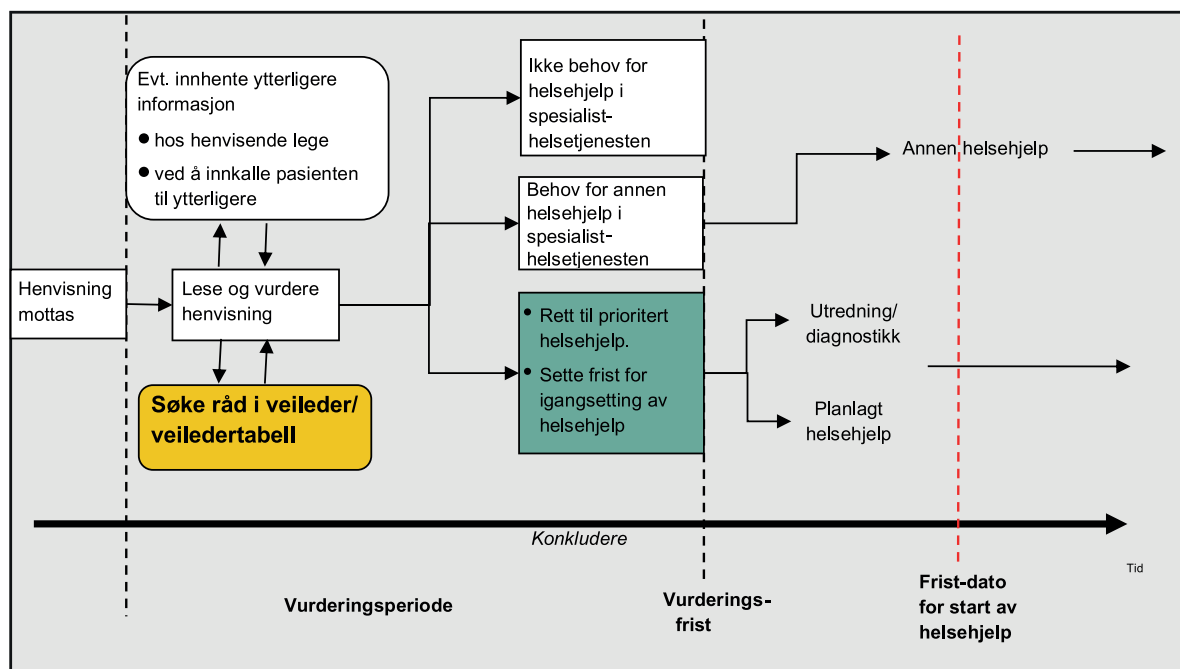 Evt. innhente ytterligere
informasjon
● hos henvisende lege
● ved å innkalle pasienten
til ytterligere
Henvisning
mottas
Lese og vurdere
henvisning
Søke råd i veileder/
veiledertabell
Ikke behov for
helsehjelp i
spesialist-
helsetjenesten
Behov for annen
helsehjelp i
spesialist-
helsetjenesten
• Rett til prioritert
helsehjelp.
• Sette frist for
igangsetting av
helsehjelp
Annen helsehjelp
Utredning/
diagnostikk
Planlagt
helsehjelp
Konkludere
Tid
Vurderingsperiode
Vurderings-
frist
Frist-dato
for start av
helsehjelp